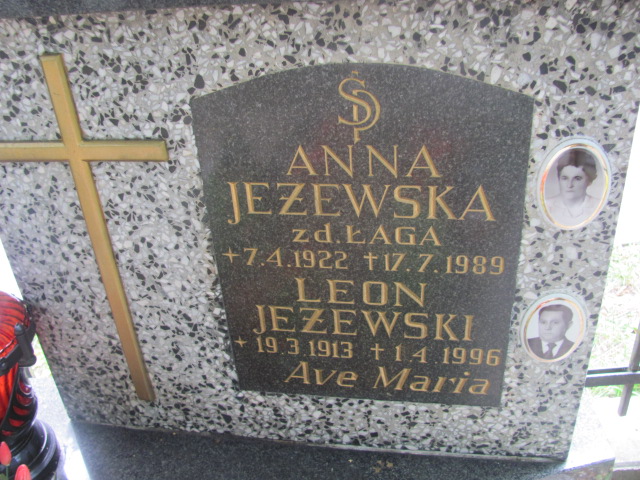 ŚP
ANNA
JEŻEWSKA
zd. ŁAGA
* 7.4.1922 † 17.7.1989
LEON
JEŻEWSKI
* 19.3.1913 † 1.4.1996
Ave Maria